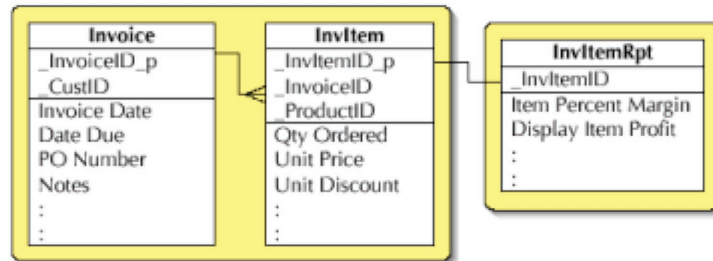 Invoice
_InvoiceID_p
_CustID
Invoice Date
Date Due
PO Number
Notes
:
:
InvItem
_InvItemID_p
_InvoiceID
_ProductID
Qty Ordered
Unit Price
Unit Discount
:
:
InvItemRpt
_InvItemID
Item Percent Margin
Display Item Profit
:
: